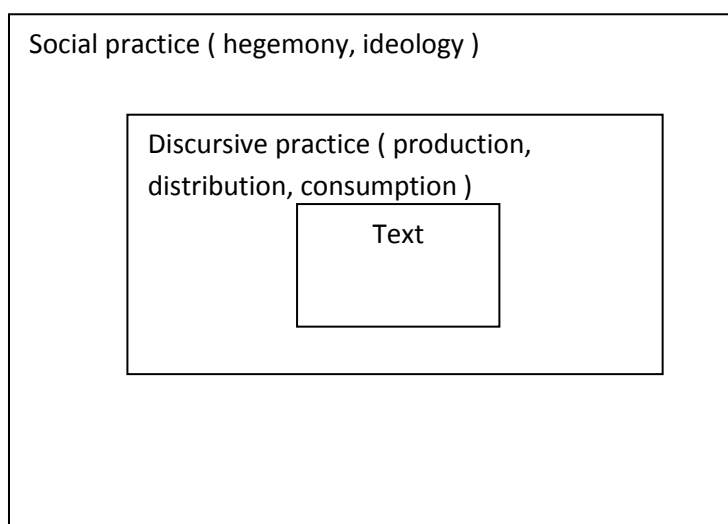 Social practice ( hegemony, ideology )
Discursive practice ( production,
distribution, consumption )
Text